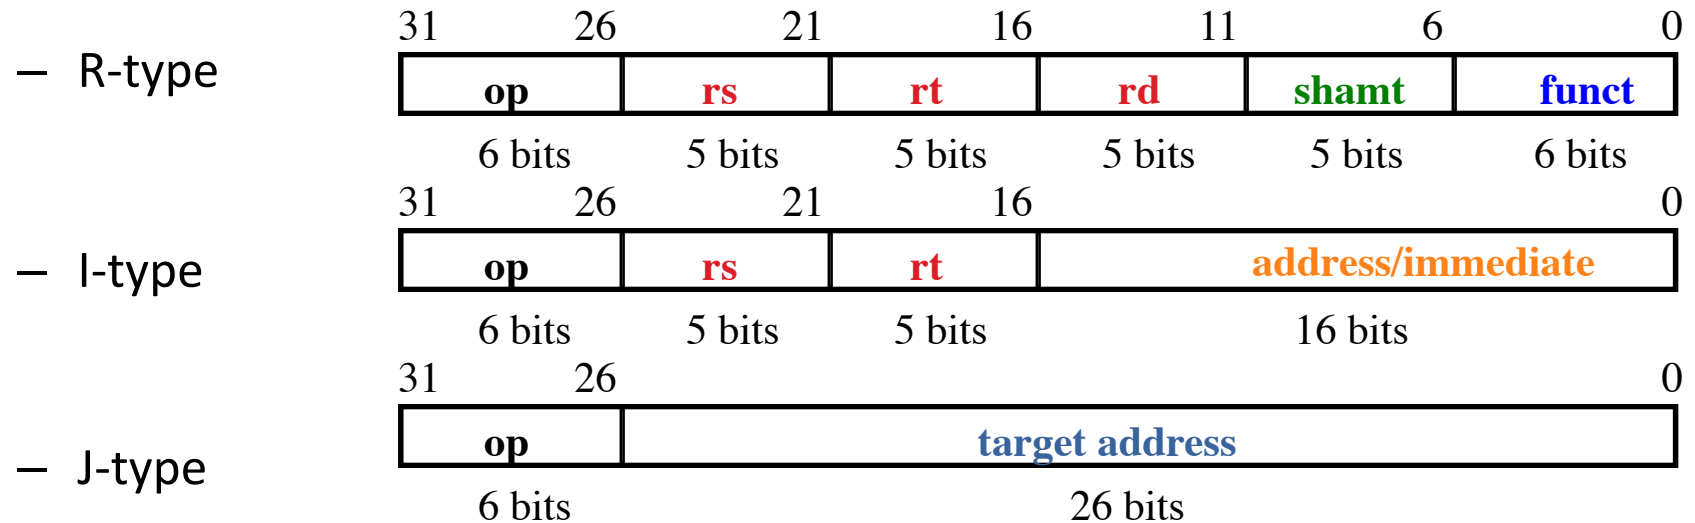 31 26 21 16 11 6 0
– R-type op rs rt rd shamt funct
6 bits 5 bits 5 bits 5 bits 5 bits 6 bits
31 26 21 16 0
– I-type op rs rt address/immediate
6 bits 5 bits 5 bits 16 bits
31 26 0
– J-type op target address
6 bits 26 bits